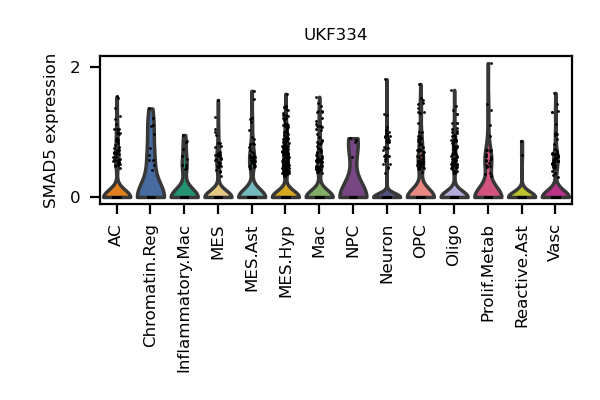 UKF334
SMAD5 expression
2
0
AC
Chromatin.Reg
Inflammatory.Mac
MES
MES.Ast
MES.Hyp
Mac
NPC
Neuron
OPC
Oligo
Prolif.Metab
Reactive.Ast
Vasc